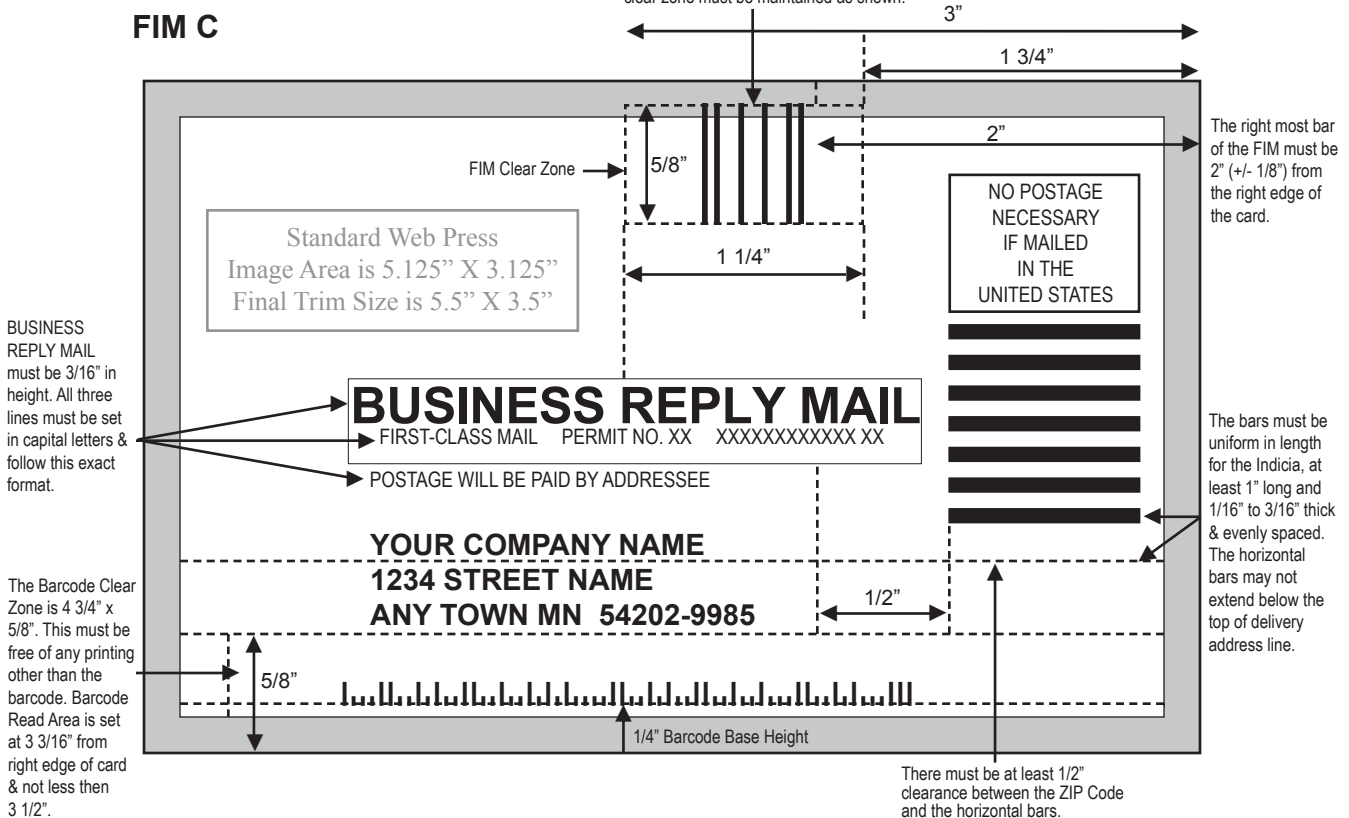 clear zone must be maintained as shown.
FIM C
3”
1 3/4”
2”
The right most bar
of the FIM must be
2” (+/- 1/8”) from
the right edge of
the card.
FIM Clear Zone
5/8”
1 1/4”
NO POSTAGE
NECESSARY
IF MAILED
IN THE
UNITED STATES
Standard Web Press
Image Area is 5.125” X 3.125”
Final Trim Size is 5.5” X 3.5”
BUSINESS
REPLY MAIL
must be 3/16” in
height. All three
lines must be set
in capital letters &
follow this exact
format.
BUSINESS REPLY MAIL
FIRST-CLASS MAIL PERMIT NO. XX XXXXXXXXXXXX XX
POSTAGE WILL BE PAID BY ADDRESSEE
The bars must be
uniform in length
for the Indicia, at
least 1” long and
1/16” to 3/16” thick
& evenly spaced.
The horizontal
bars may not
extend below the
top of delivery
address line.
YOUR COMPANY NAME
1234 STREET NAME
ANY TOWN MN 54202-9985
1/2”
The Barcode Clear
Zone is 4 3/4” x
5/8”. This must be
free of any printing
other than the
barcode. Barcode
Read Area is set
at 3 3/16” from
right edge of card
& not less then
3 1/2”.
5/8”
1/4” Barcode Base Height
There must be at least 1/2”
clearance between the ZIP Code
and the horizontal bars.